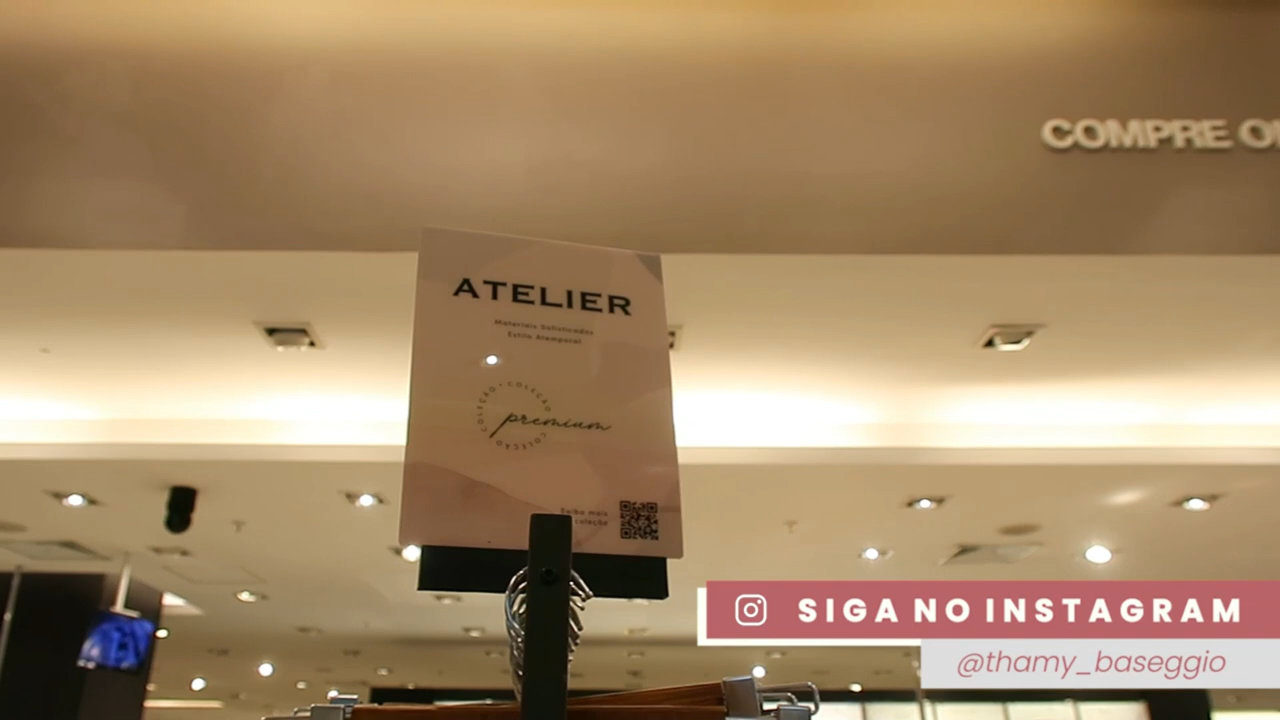 COMPRE
ATELIER
Materiais Sofisticados
Estilo Atemporal
COLEÇÃO • COLEÇÃO COLEÇÃO
premium
Saiba mais
coleção
SIGA NO INSTAGRAM
@thamy_baseggio